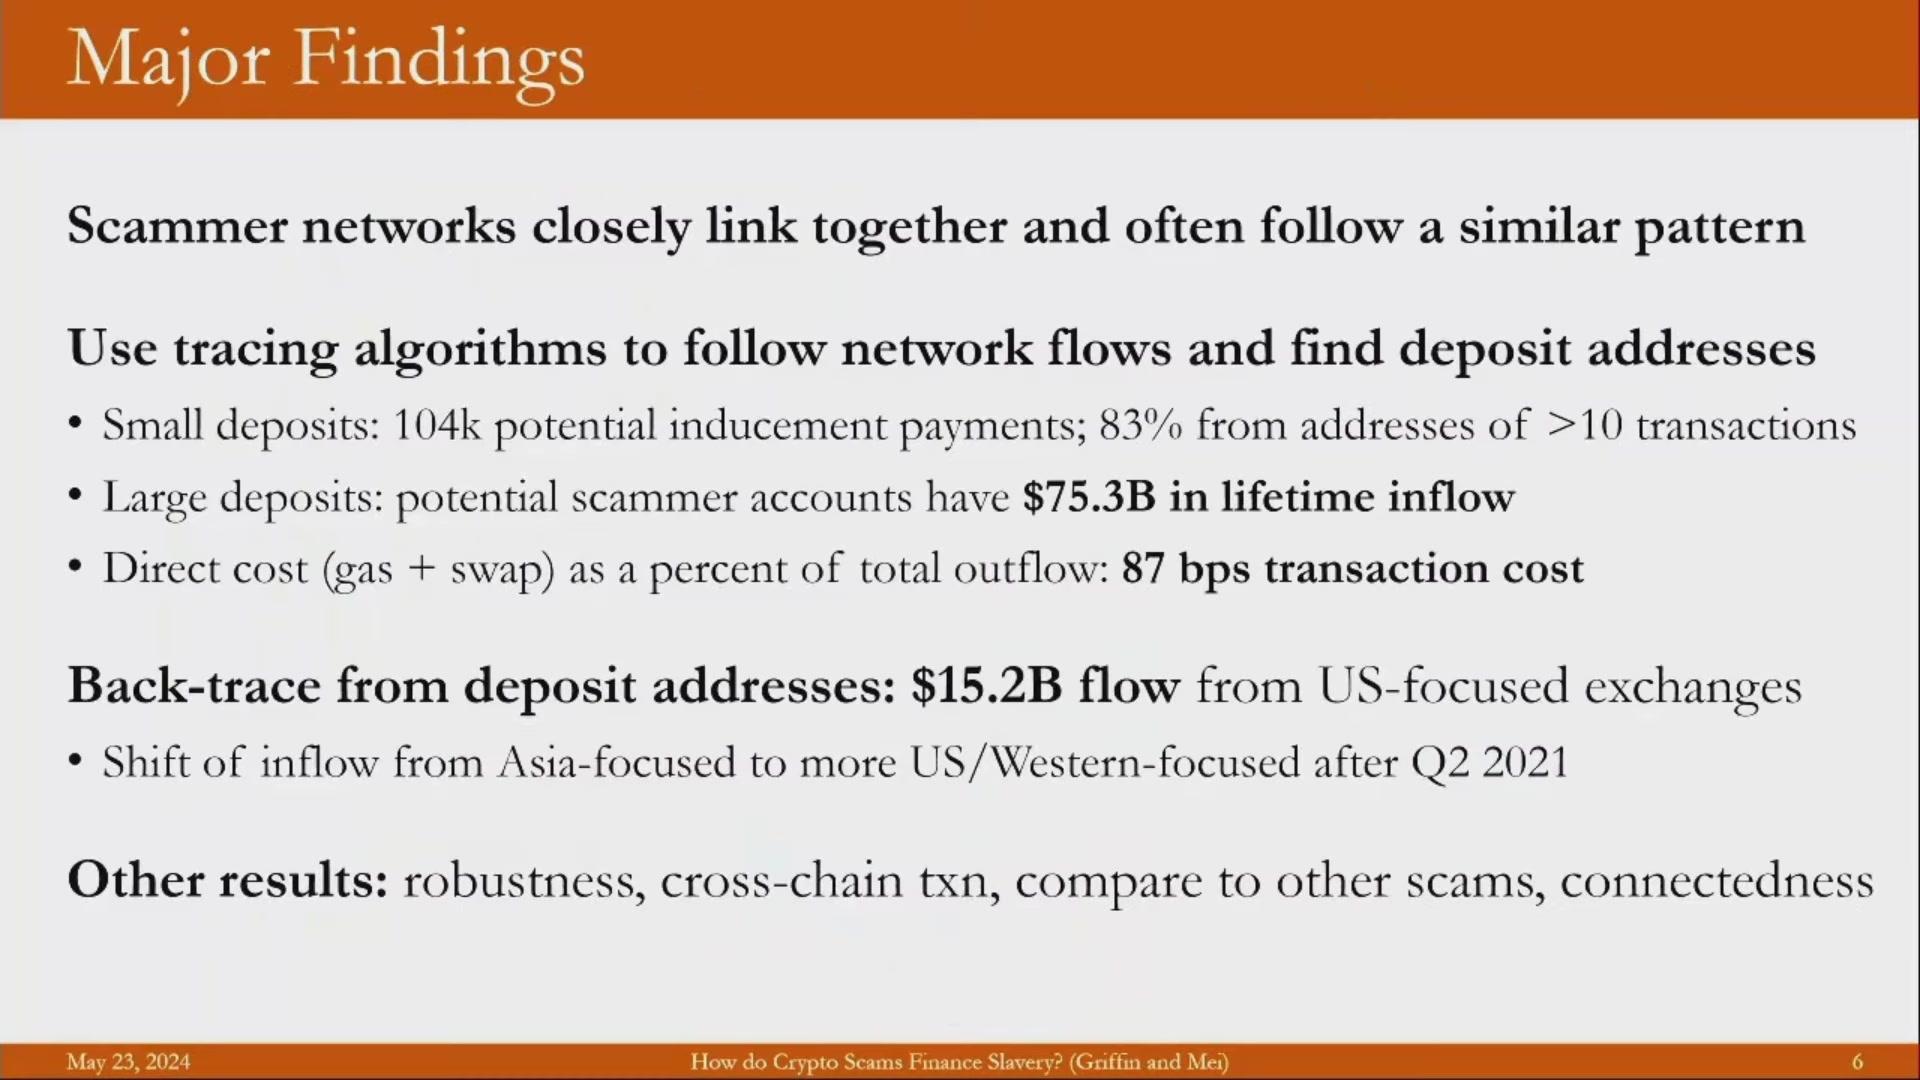 Major Findings
Scammer networks closely link together and often follow a similar pattern
Use tracing algorithms to follow network flows and find deposit addresses
• Small deposits: 104k potential inducement payments; 83% from addresses of >10 transactions
• Large deposits: potential scammer accounts have $75.3B in lifetime inflow
• Direct cost (gas + swap) as a percent of total outflow: 87 bps transaction cost
Back-trace from deposit addresses: $15.2B flow from US-focused exchanges
• Shift of inflow from Asia-focused to more US/Western-focused after Q2 2021
Other results: robustness, cross-chain txn, compare to other scams, connectedness
May 23, 2024
How do Crypto Scams Finance Slavery? (Griffin and Mei)
6